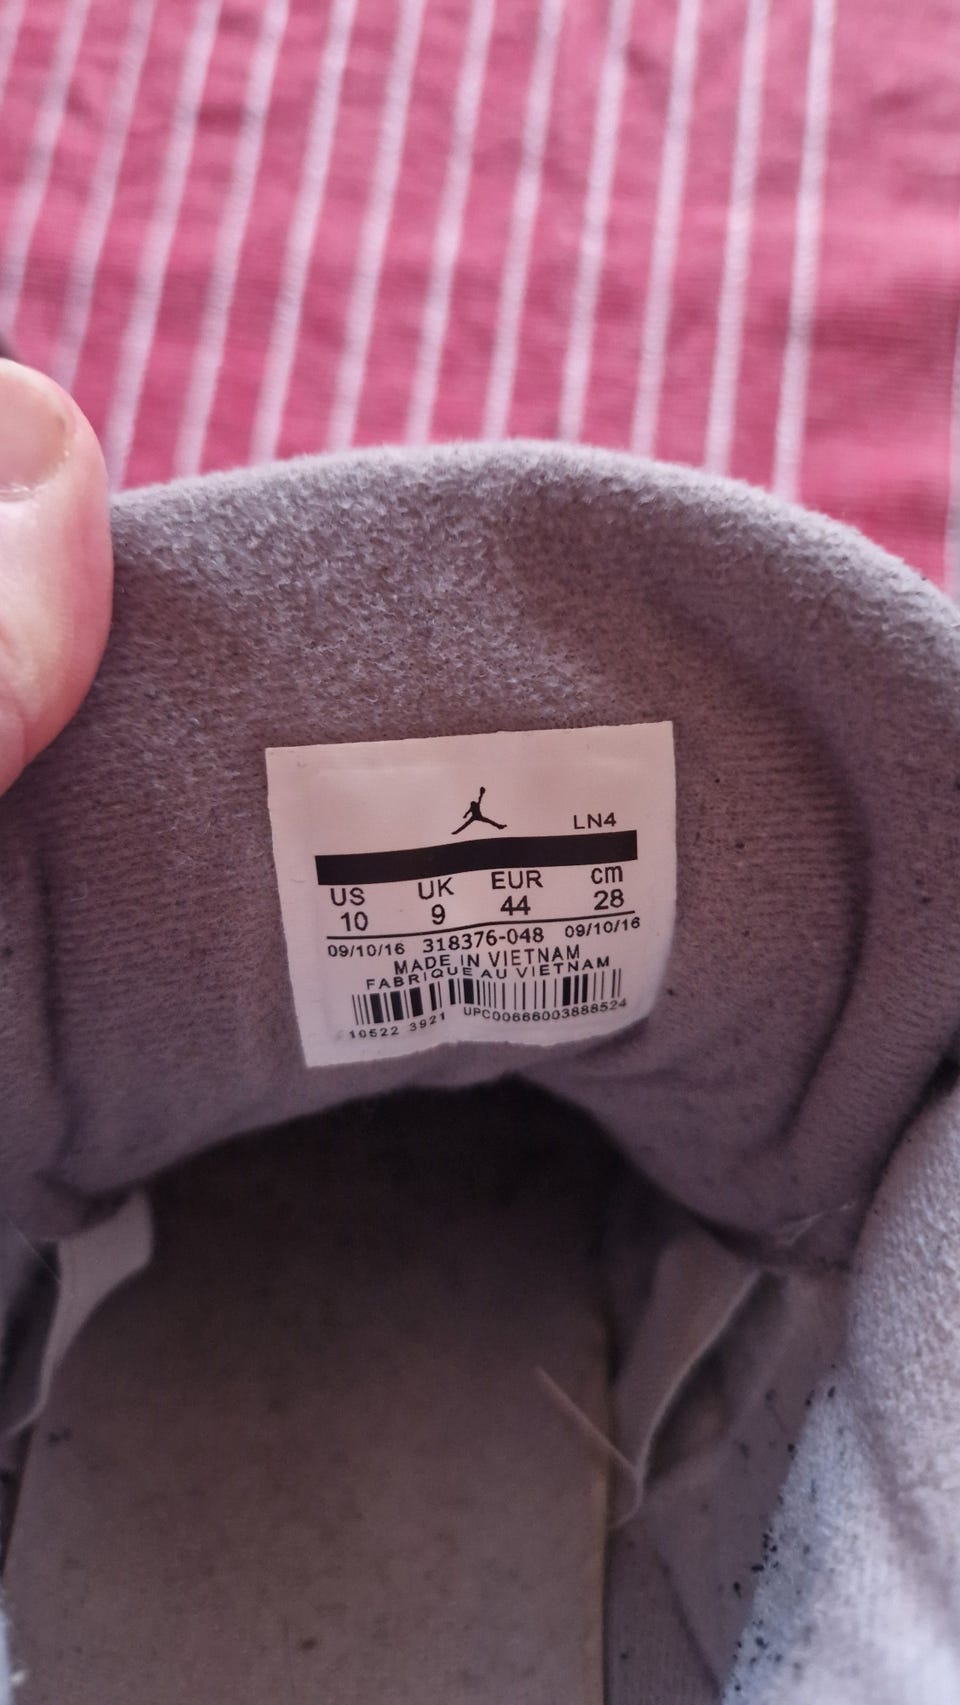 LN4
US UK EUR cm
10 9 44 28
09/10/16 318376-048 09/10/16
MADE IN VIETNAM
FABRIQUE AU VIETNAM
10522 3921 UPC00666003888524